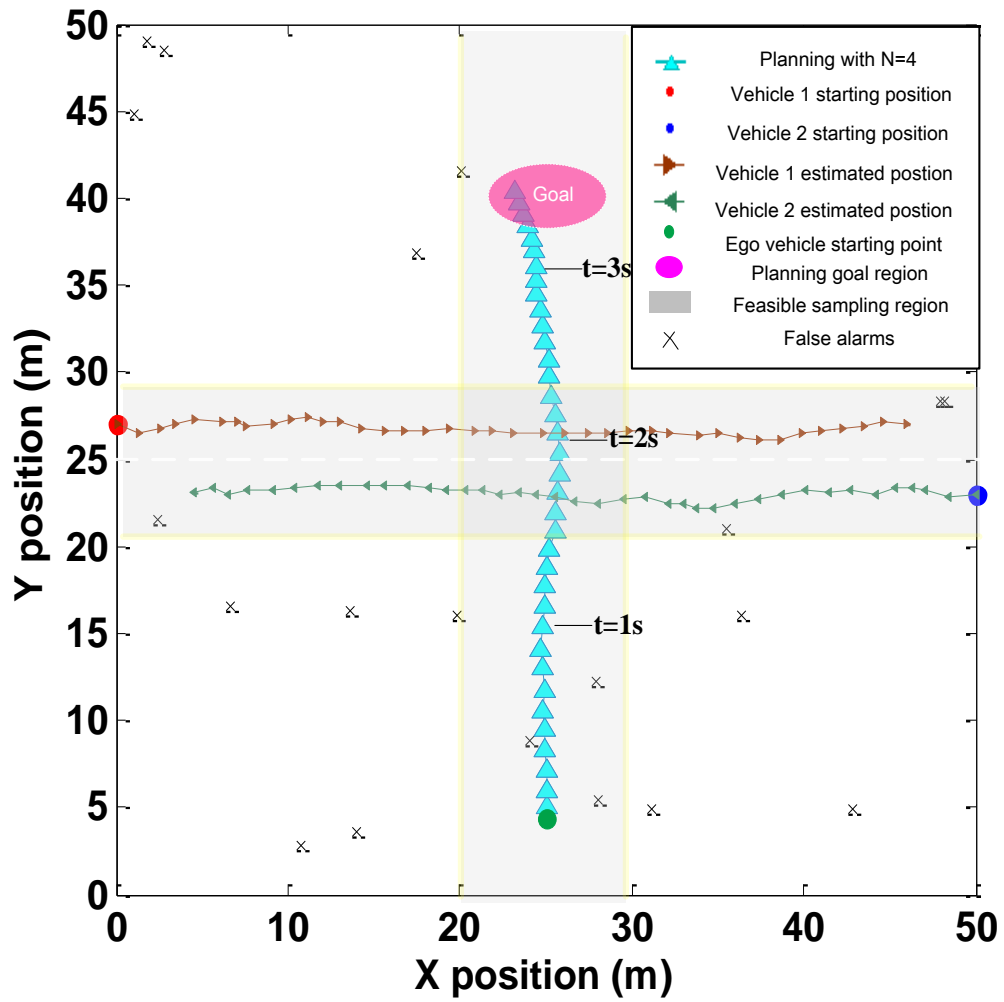 50
45
40
35
30
25
20
15
10
5
0
Y position (m)
0
10
20
30
40
50
X position (m)
Planning with N=4
Vehicle 1 starting position
Vehicle 2 starting position
Vehicle 1 estimated postion
Vehicle 2 estimated postion
Ego vehicle starting point
Planning goal region
Feasible sampling region
False alarms
Goal
t=3s
t=2s
t=1s